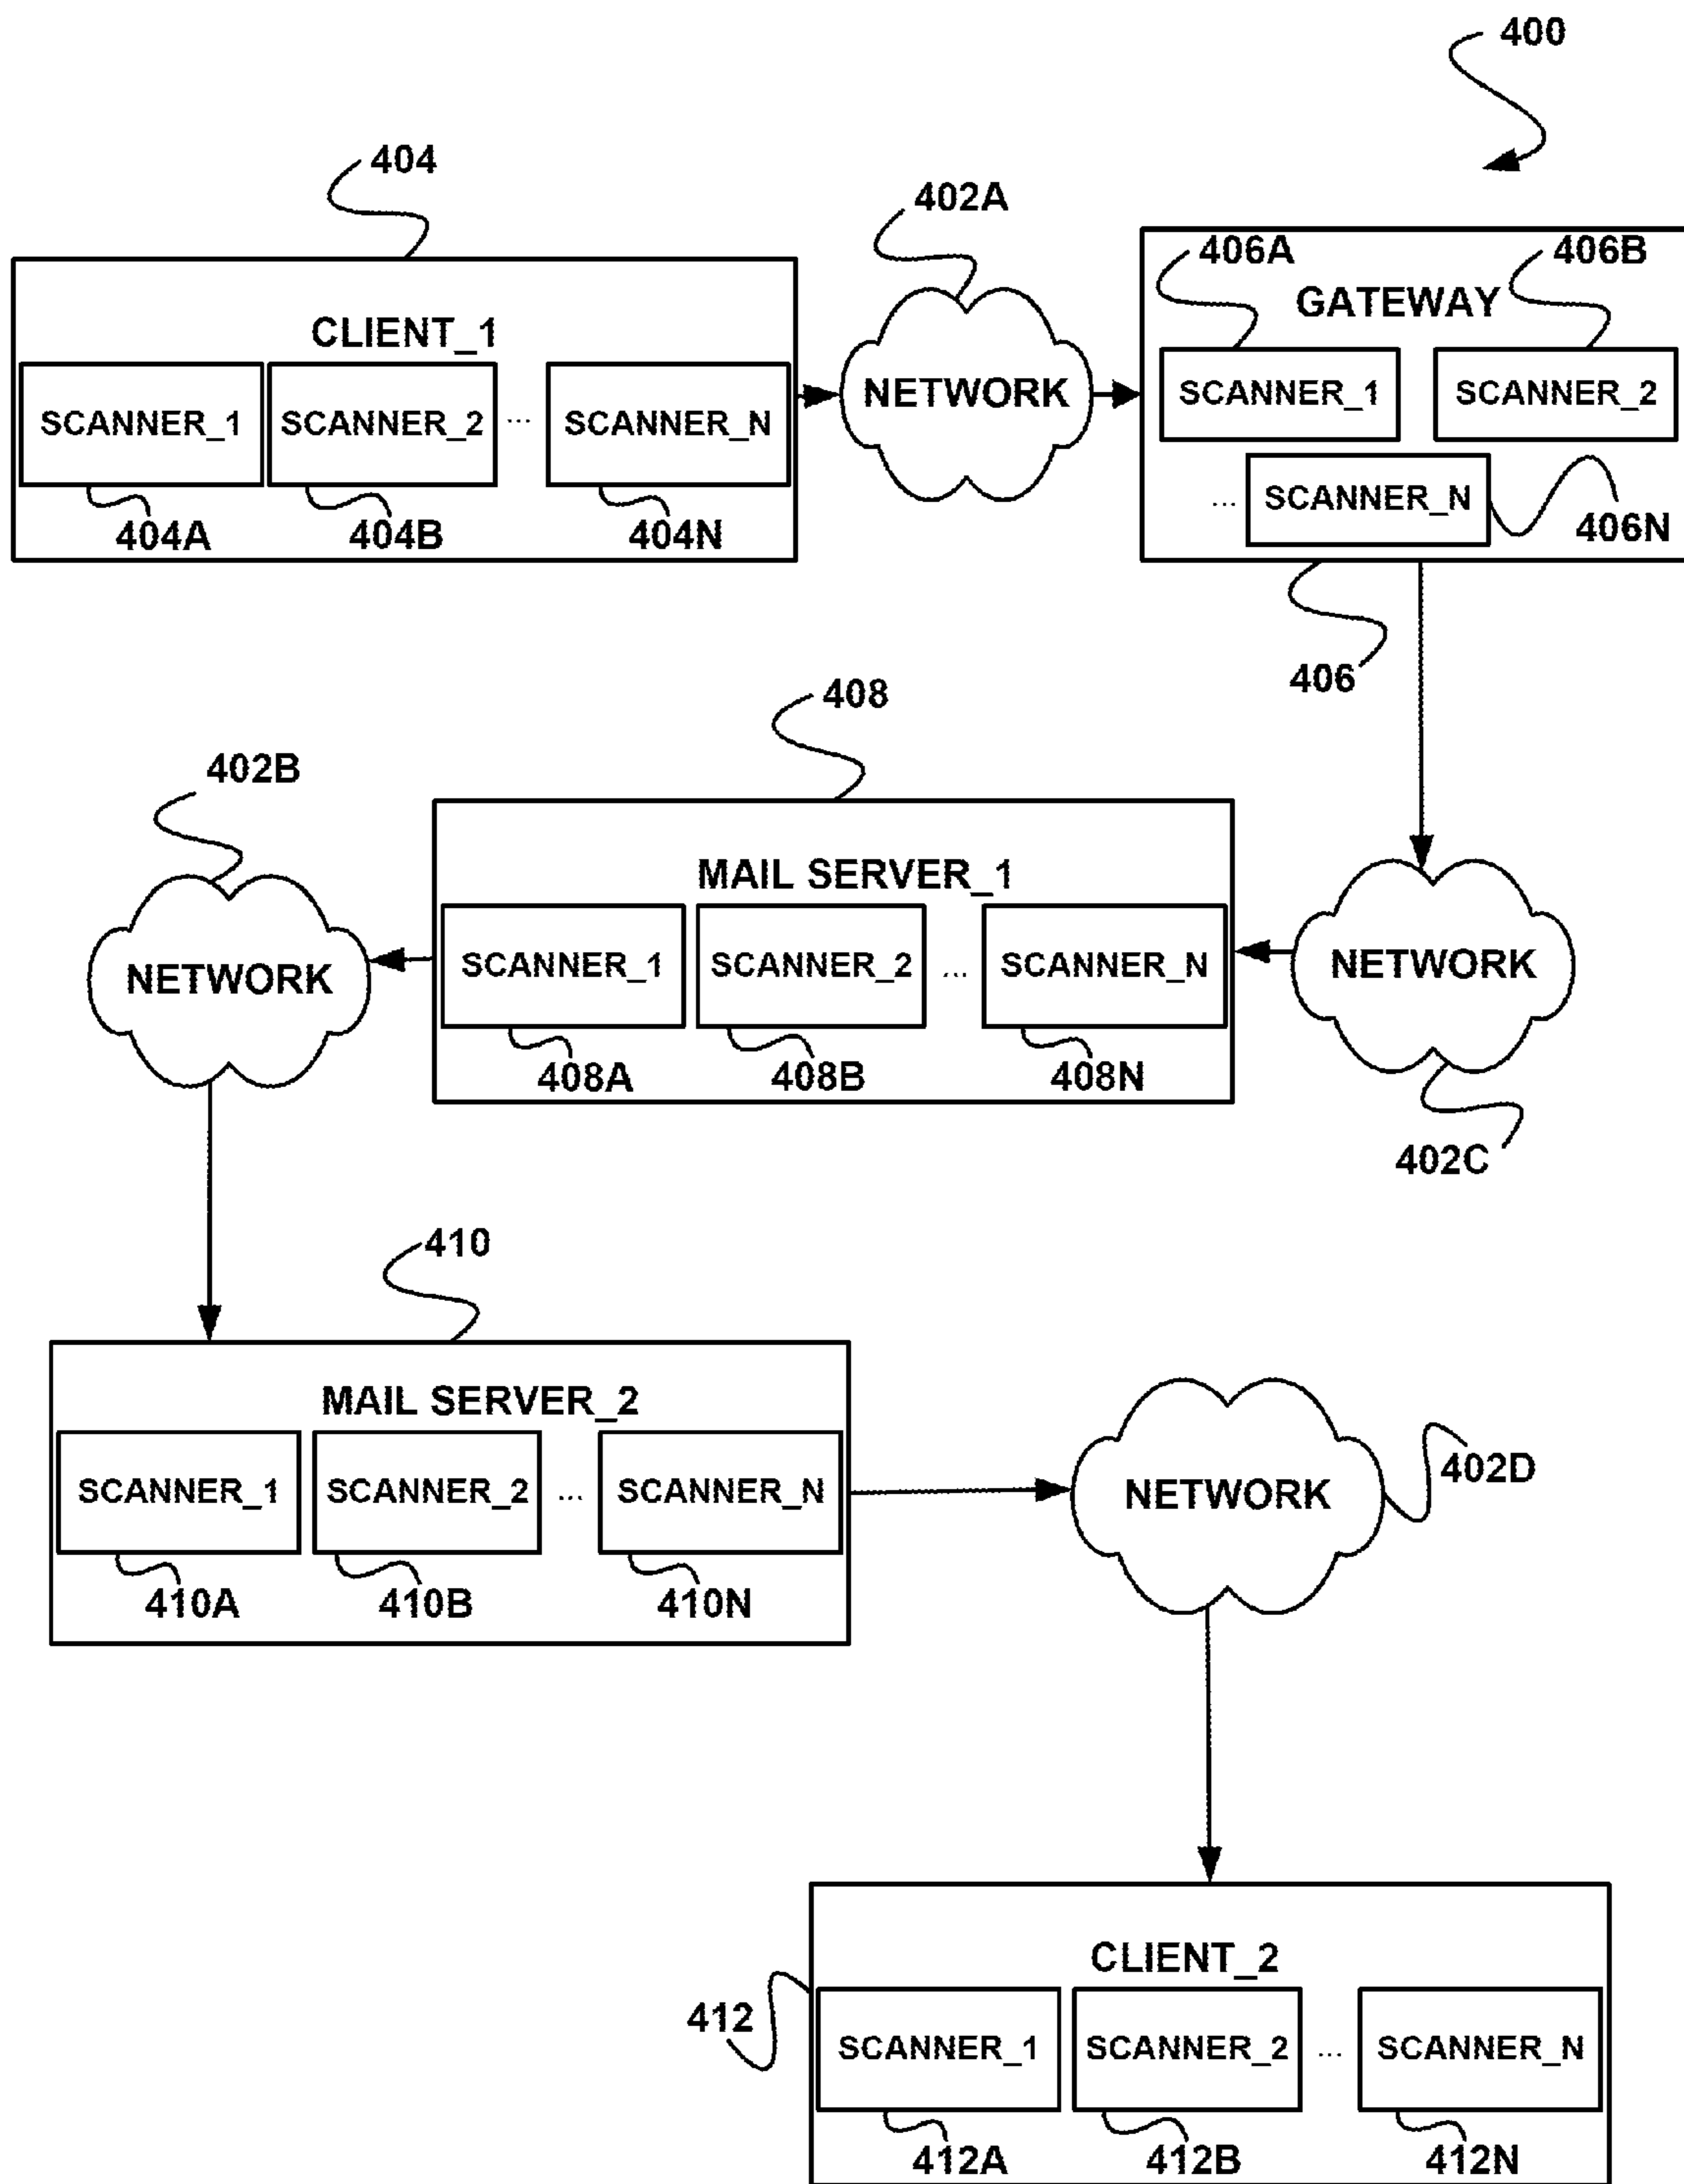 400
404
402A
406A
406B
GATEWAY
CLIENT_1
SCANNER_1
SCANNER_2
...
SCANNER_N
NETWORK
SCANNER_1
SCANNER_2
404A
404B
404N
...
SCANNER_N
406N
406
408
402B
MAIL SERVER_1
NETWORK
SCANNER_1
SCANNER_2
...
SCANNER_N
NETWORK
408A
408B
408N
402C
410
MAIL SERVER_2
SCANNER_1
SCANNER_2
...
SCANNER_N
NETWORK
402D
410A
410B
410N
CLIENT_2
412
SCANNER_1
SCANNER_2
...
SCANNER_N
412A
412B
412N